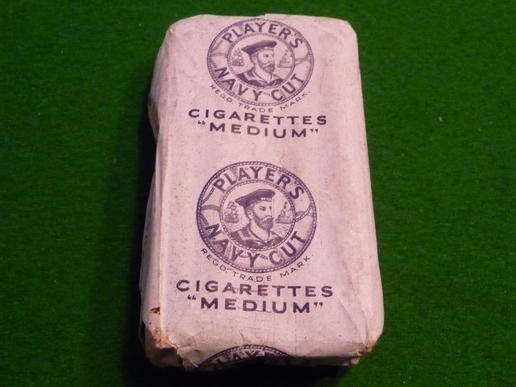 PLAYER'S
NAVY CUT
REGD. TRADE MARK.
CIGARETTES
"MEDIUM"
PLAYER'S
NAVY CUT
REGD. TRADE MARK
CIGARETTES
"MEDIUM"